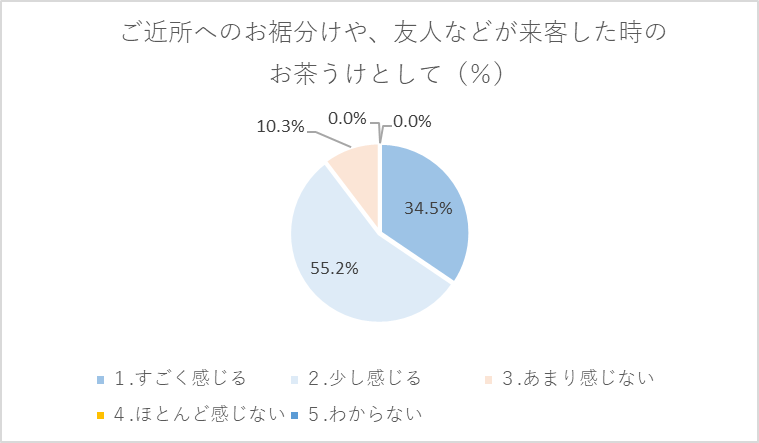 ご近所へのお裾分けや、友人などが来客した時の
お茶うけとして（％）
0.0%
0.0%
10.3%
34.5%
55.2%
１.すごく感じる
２.少し感じる
３.あまり感じない
４.ほとんど感じない
５.わからない